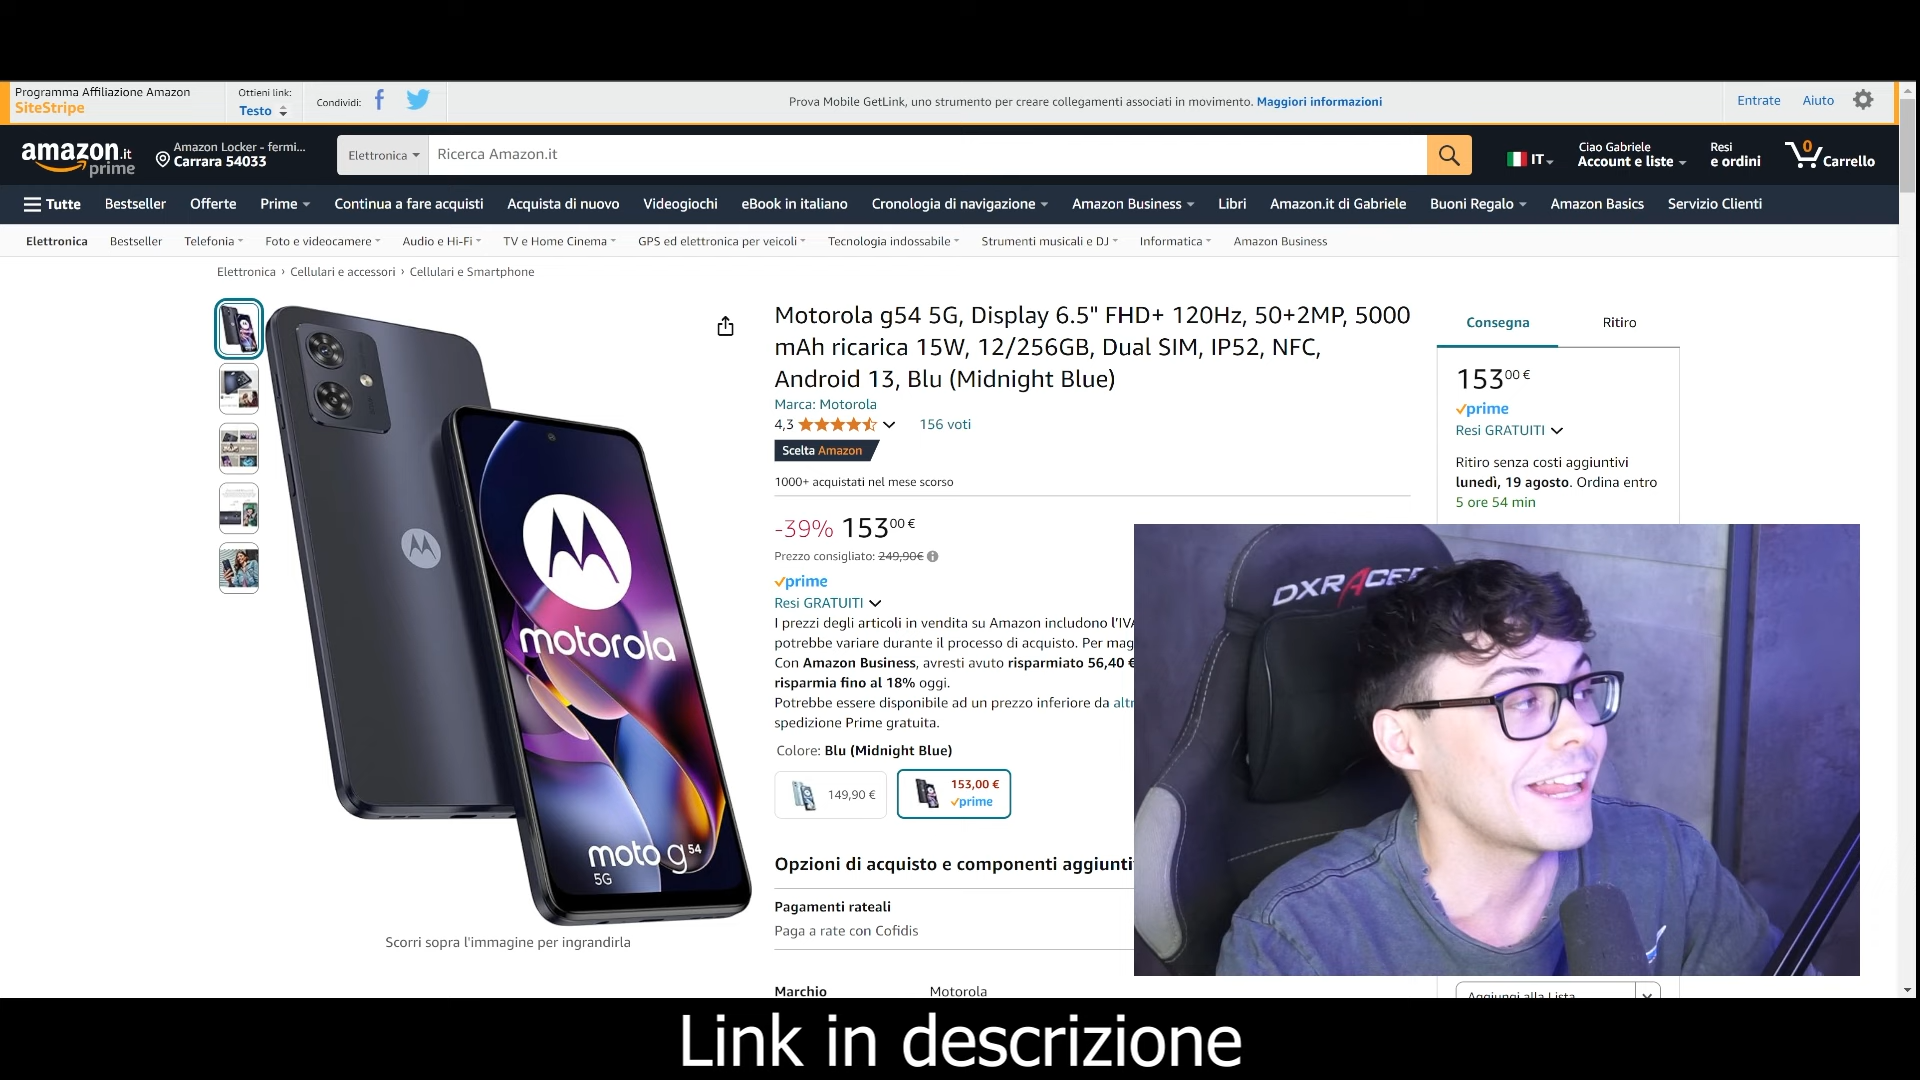 Programma Affiliazione Amazon
SiteStripe
Ottieni link:
Testo
Condividi:
Prova Mobile GetLink, uno strumento per creare collegamenti associati in movimento. Maggiori informazioni
Entrate
Aiuto
amazon.it
prime
Amazon Locker - fermi...
Carrara 54033
Elettronica
Ricerca Amazon.it
IT
Ciao Gabriele
Account e liste
Resi
e ordini
0
Carrello
Tutte
Bestseller
Offerte
Prime
Continua a fare acquisti
Acquista di nuovo
Videogiochi
eBook in italiano
Cronologia di navigazione
Amazon Business
Libri
Amazon.it di Gabriele
Buoni Regalo
Amazon Basics
Servizio Clienti
Elettronica
Bestseller
Telefonia
Foto e videocamere
Audio e Hi-Fi
TV e Home Cinema
GPS ed elettronica per veicoli
Tecnologia indossabile
Strumenti musicali e DJ
Informatica
Amazon Business
Elettronica › Cellulari e accessori › Cellulari e Smartphone
motorola
moto g54
5G
Scorri sopra l'immagine per ingrandirla
Motorola g54 5G, Display 6.5" FHD+ 120Hz, 50+2MP, 5000
mAh ricarica 15W, 12/256GB, Dual SIM, IP52, NFC,
Android 13, Blu (Midnight Blue)
Marca: Motorola
4,3
156 voti
Scelta Amazon
1000+ acquistati nel mese scorso
-39% 153,00 €
Prezzo consigliato: 249,90€
prime
Resi GRATUITI
I prezzi degli articoli in vendita su Amazon includono l'IVA
potrebbe variare durante il processo di acquisto. Per mag
Con Amazon Business, avresti avuto risparmiato 56,40 €
risparmia fino al 18% oggi.
Potrebbe essere disponibile ad un prezzo inferiore da altr
spedizione Prime gratuita.
Colore: Blu (Midnight Blue)
149,90 €
153,00 €
prime
Opzioni di acquisto e componenti aggiunti
Pagamenti rateali
Paga a rate con Cofidis
Marchio
Motorola
Consegna
Ritiro
153,00 €
prime
Resi GRATUITI
Ritiro senza costi aggiuntivi
lunedì, 19 agosto. Ordina entro
5 ore 54 min
DXRACER
Aggiungi alla Lista
Link in descrizione